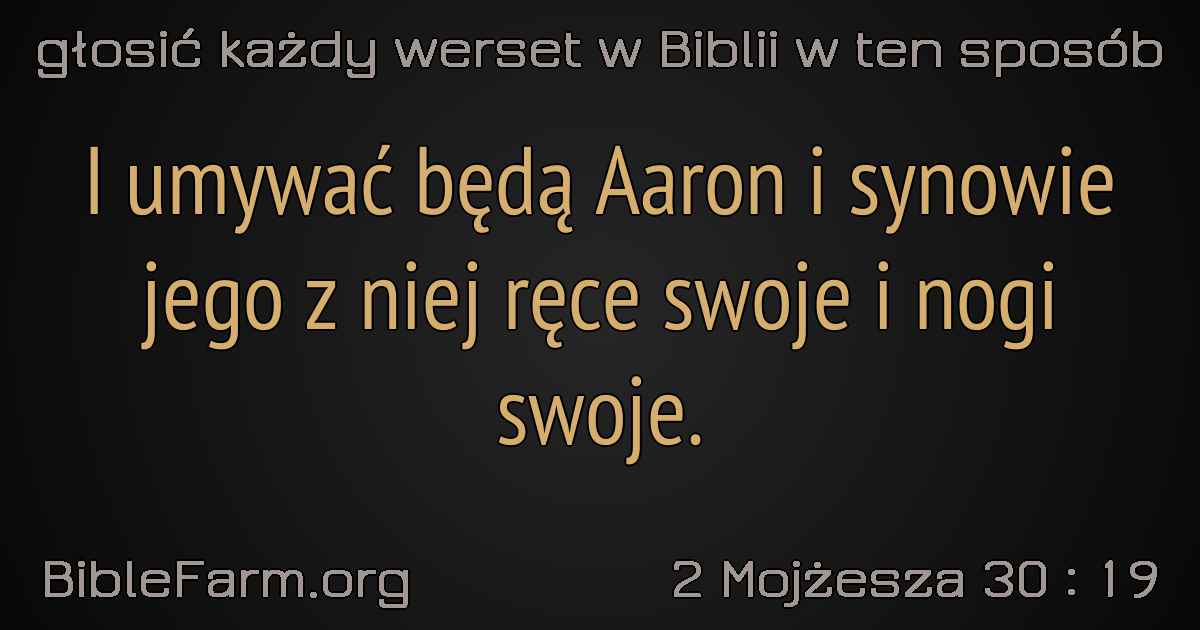 głosić każdy werset w Biblii w ten sposób
I umywać będą Aaron i synowie
jego z niej ręce swoje i nogi
swoje.
BibleFarm.org
2 Mojżesza 30 : 19